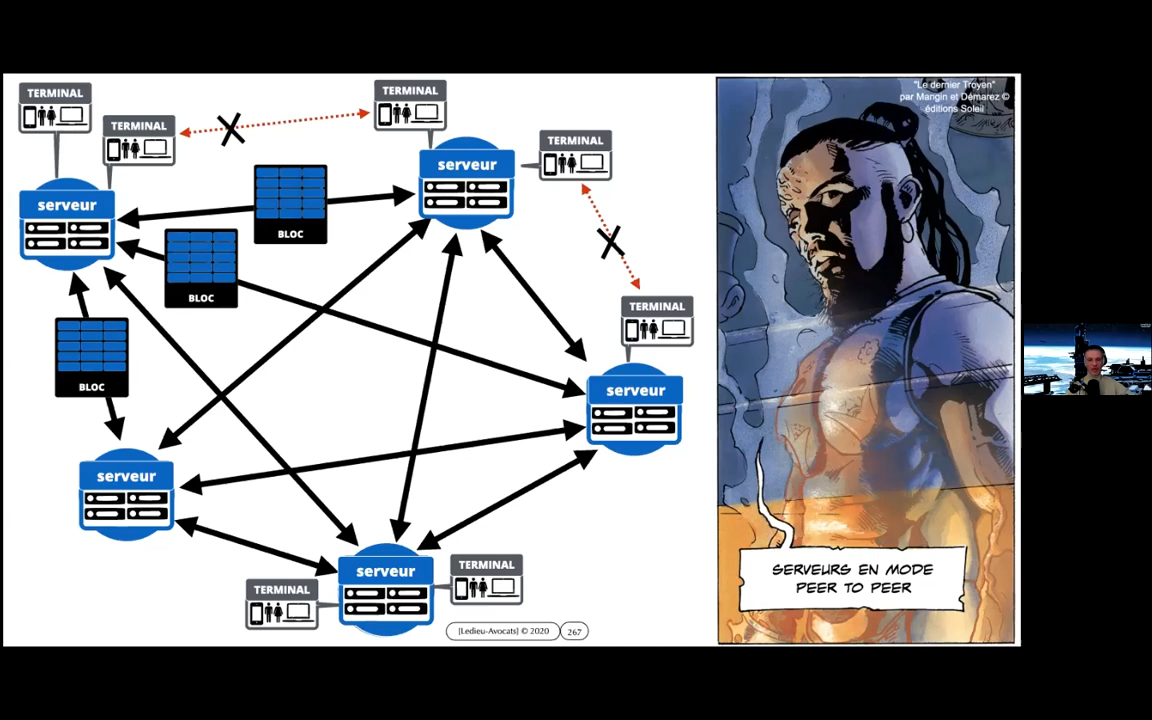 TERMINAL
TERMINAL
TERMINAL
TERMINAL
serveur
serveur
BLOC
BLOC
BLOC
TERMINAL
serveur
serveur
serveur
TERMINAL
TERMINAL
[Ledieu-Avocats] © 2020
267
"Le dernier Troyen"
par Mangin et Démarez ©
éditions Soleil
SERVEURS EN MODE
PEER TO PEER